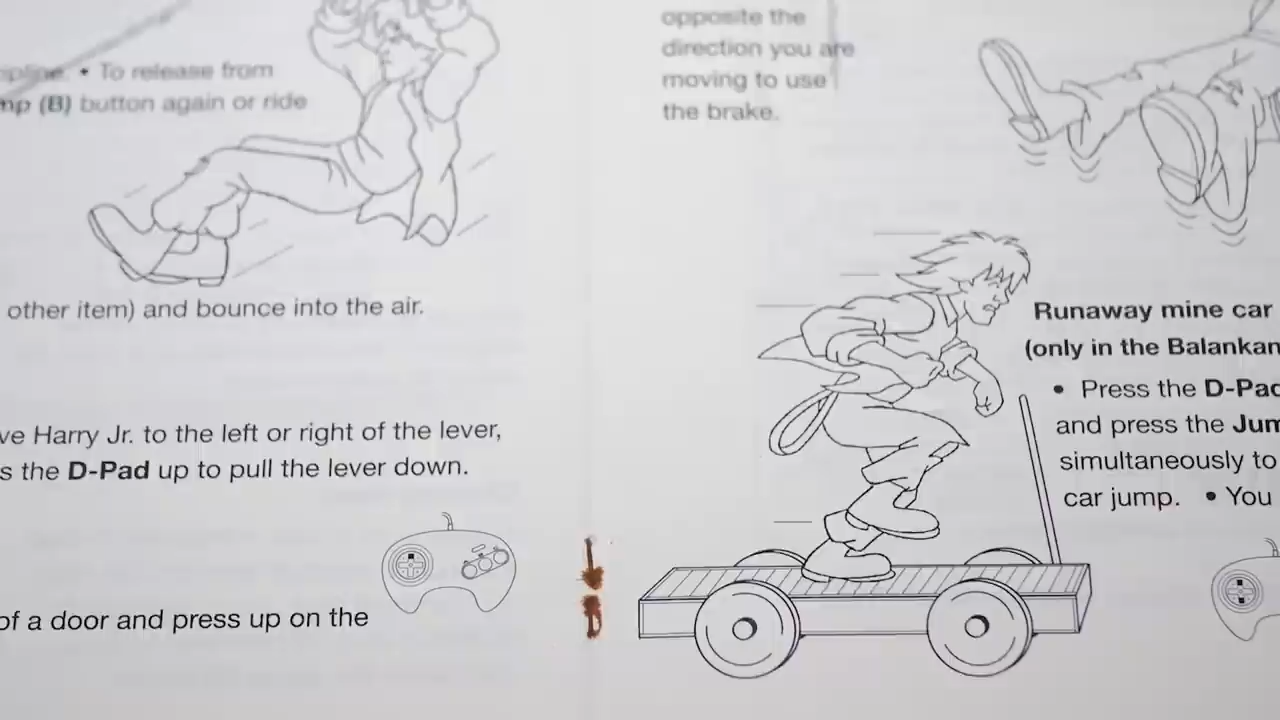 To release from
(B) button again or ride
other item) and bounce into the air.
Harry Jr. to the left or right of the lever,
the D-Pad up to pull the lever down.
of a door and press up on the
opposite the
direction you are
moving to use
the brake.
Runaway mine car
(only in the Balankan
• Press the D-Pad
and press the
simultaneously to
car jump. • You